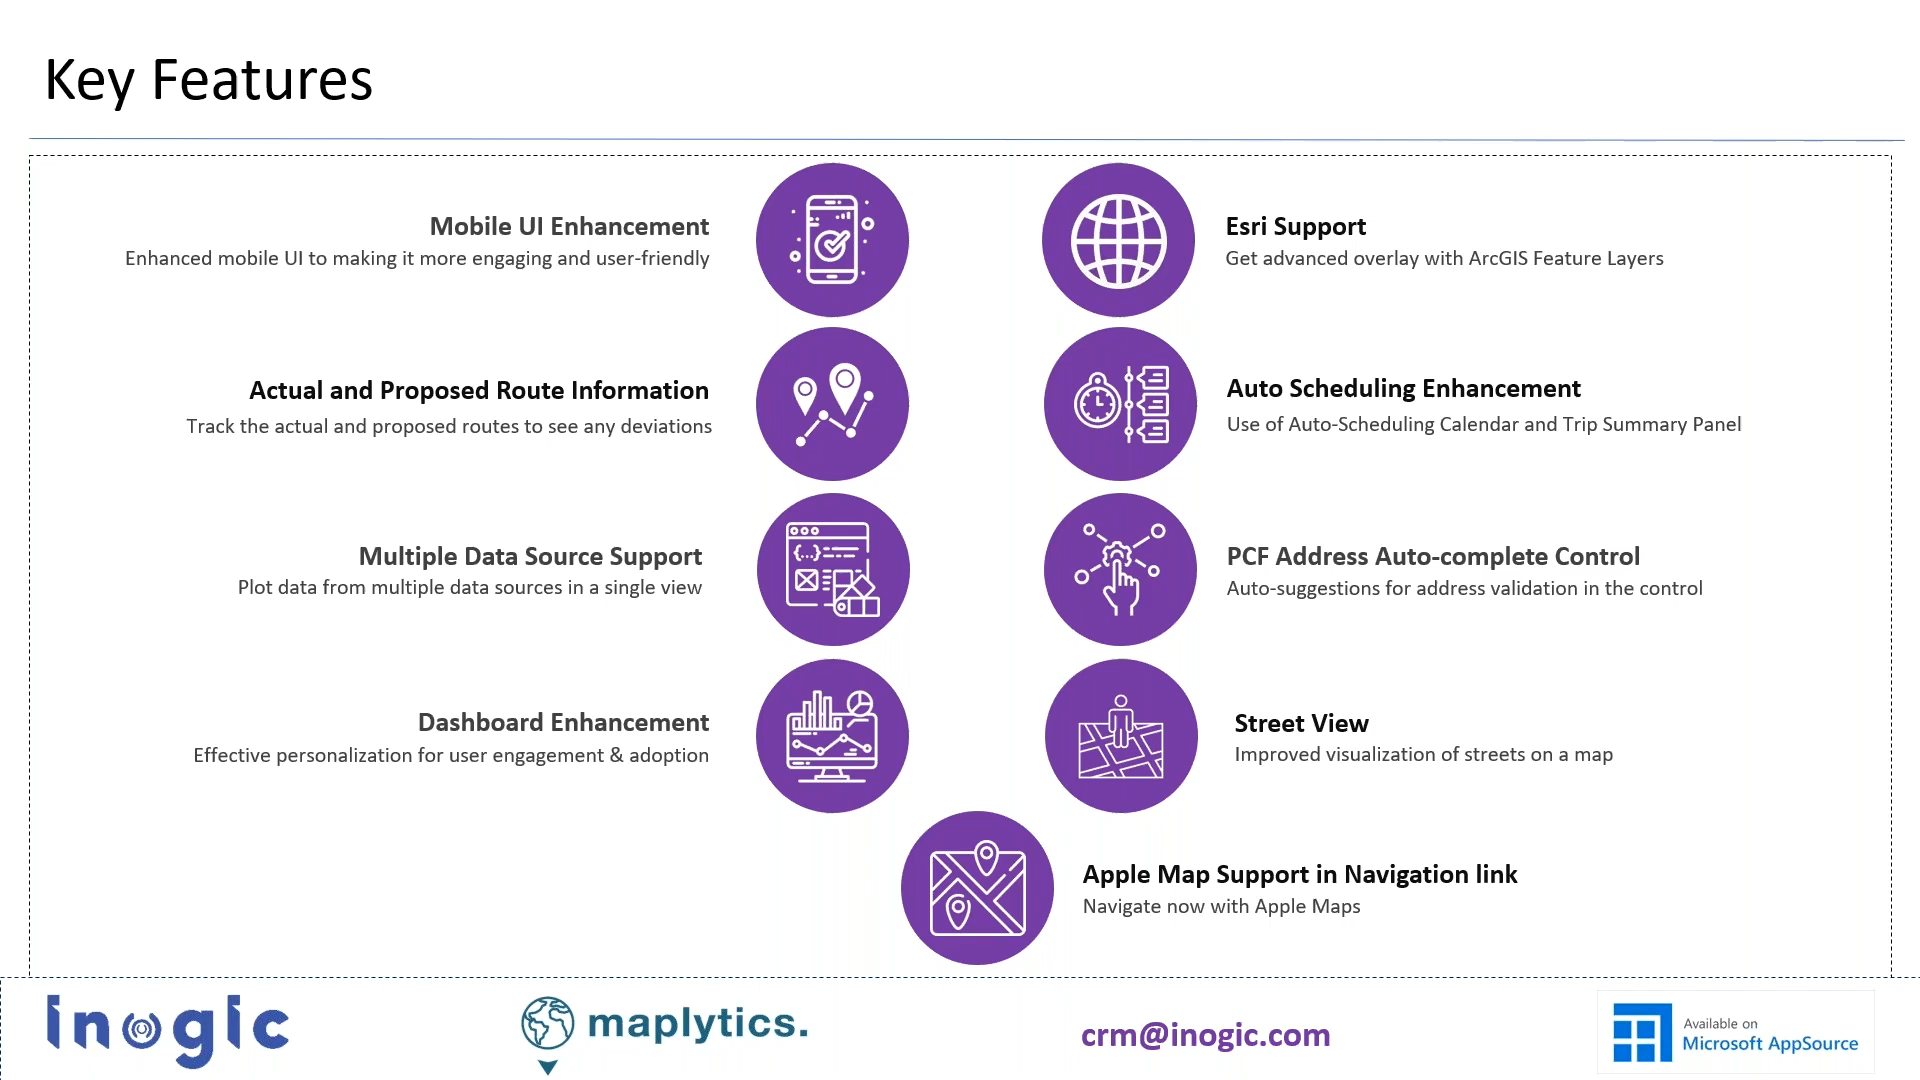 Key Features
Mobile UI Enhancement
Enhanced mobile UI to making it more engaging and user-friendly
Esri Support
Get advanced overlay with ArcGIS Feature Layers
Actual and Proposed Route Information
Track the actual and proposed routes to see any deviations
Auto Scheduling Enhancement
Use of Auto-Scheduling Calendar and Trip Summary Panel
Multiple Data Source Support
Plot data from multiple data sources in a single view
PCF Address Auto-complete Control
Auto-suggestions for address validation in the control
Dashboard Enhancement
Effective personalization for user engagement & adoption
Street View
Improved visualization of streets on a map
Apple Map Support in Navigation link
Navigate now with Apple Maps
inogic
maplytics.
crm@inogic.com
Available on
Microsoft AppSource